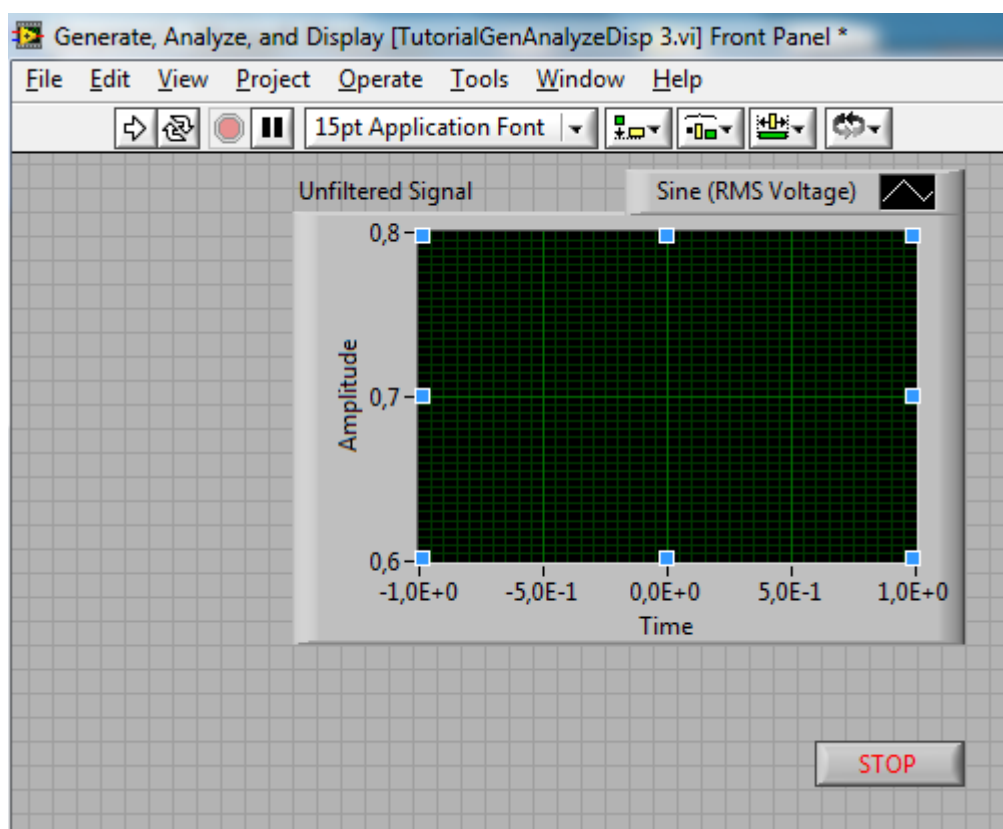 Generate, Analyze, and Display [TutorialGenAnalyzeDisp 3.vi] Front Panel *
File Edit View Project Operate Tools Window Help
15pt Application Font
Unfiltered Signal Sine (RMS Voltage)
0,8
Amplitude
0,7
0,6
-1,0E+0 -5,0E-1 0,0E+0 5,0E-1 1,0E+0
Time
STOP